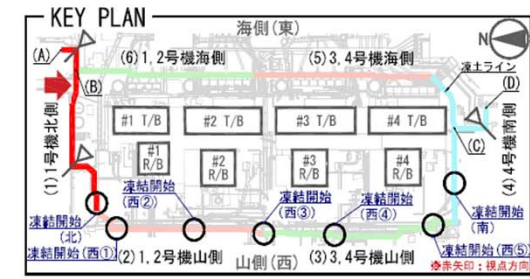 KEY PLAN
海側(東)
N
(A)
(6)1,2号機海側
(5)3,4号機海側
凍土ライン
(B)
(D)
(1)1号機北側
#1 T/B
#2 T/B
#3 T/B
#4 T/B
(C)
(4)4号機南側
#1
R/B
#2
R/B
#3
R/B
#4
R/B
凍結開始
(西②)
凍結開始
(西③)
凍結開始
(西④)
凍結開始
(南)
凍結開始
(北)
凍結開始(西①)
(2)1,2号機山側
(3)3,4号機山側
凍結開始(西⑤)
山側(西)
※赤矢印:視点方向